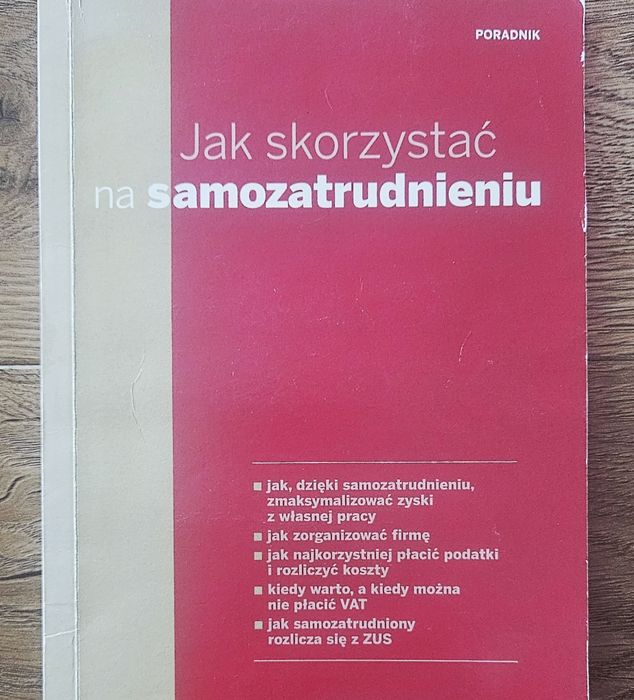 PORADNIK
Jak skorzystać
na samozatrudnieniu
■ jak, dzięki samozatrudnieniu,
zmaksymalizować zyski
z własnej pracy
■ jak zorganizować firmę
■ jak najkorzystniej płacić podatki
i rozliczyć koszty
■ kiedy warto, a kiedy można
nie płacić VAT
■ jak samozatrudniony
rozlicza się z ZUS